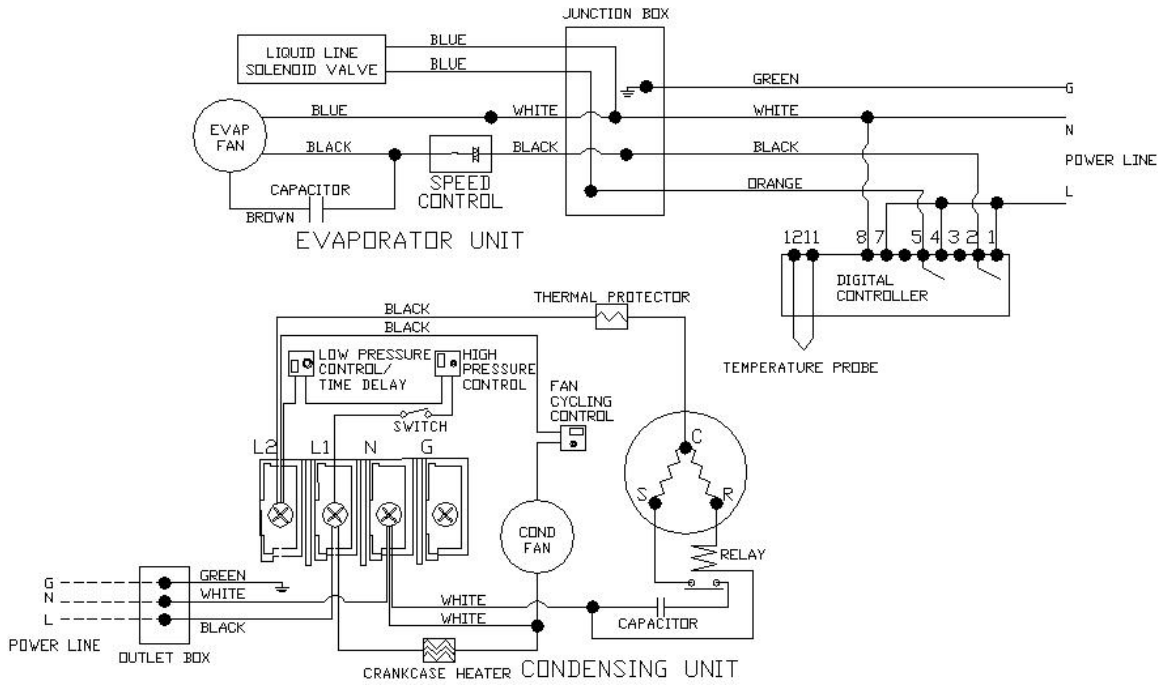 JUNCTION BOX
LIQUID LINE
SOLENOID VALVE
BLUE
BLUE
GREEN
G
EVAP
FAN
BLUE
WHITE
WHITE
N
BLACK
BLACK
BLACK
POWER LINE
CAPACITOR
SPEED
CONTROL
ORANGE
L
BROWN
EVAPORATOR UNIT
12 11 8 7 5 4 3 2 1
DIGITAL
CONTROLLER
TEMPERATURE PROBE
THERMAL PROTECTOR
BLACK
BLACK
LOW PRESSURE
CONTROL/
TIME DELAY
HIGH
PRESSURE
CONTROL
FAN
CYCLING
CONTROL
SWITCH
L2 L1 N G
C
S R
COND
FAN
RELAY
G
N
L
GREEN
WHITE
BLACK
WHITE
WHITE
CAPACITOR
POWER LINE
OUTLET BOX
CRANKCASE HEATER
CONDENSING UNIT